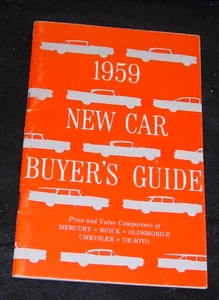 1959
NEW CAR
BUYER'S GUIDE
Price and Value Comparison of
MERCURY • BUICK • OLDSMOBILE
CHRYSLER • DE SOTO